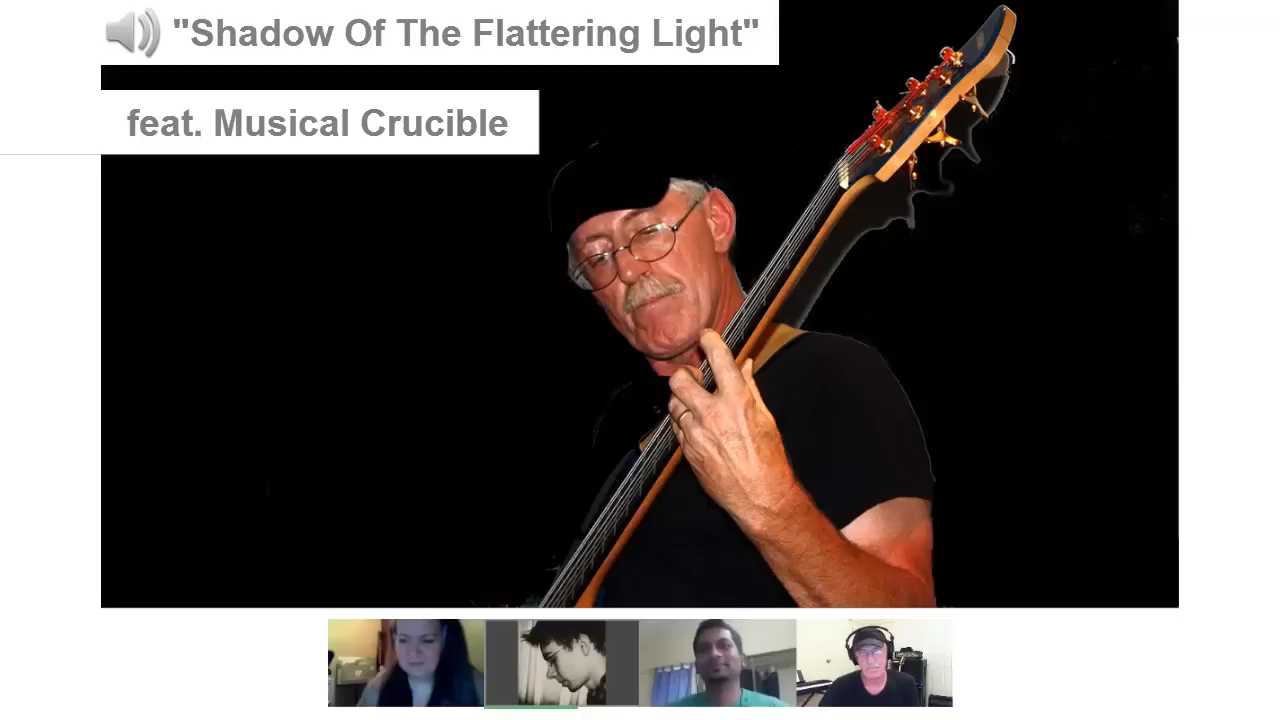 "Shadow Of The Flattering Light"
feat. Musical Crucible